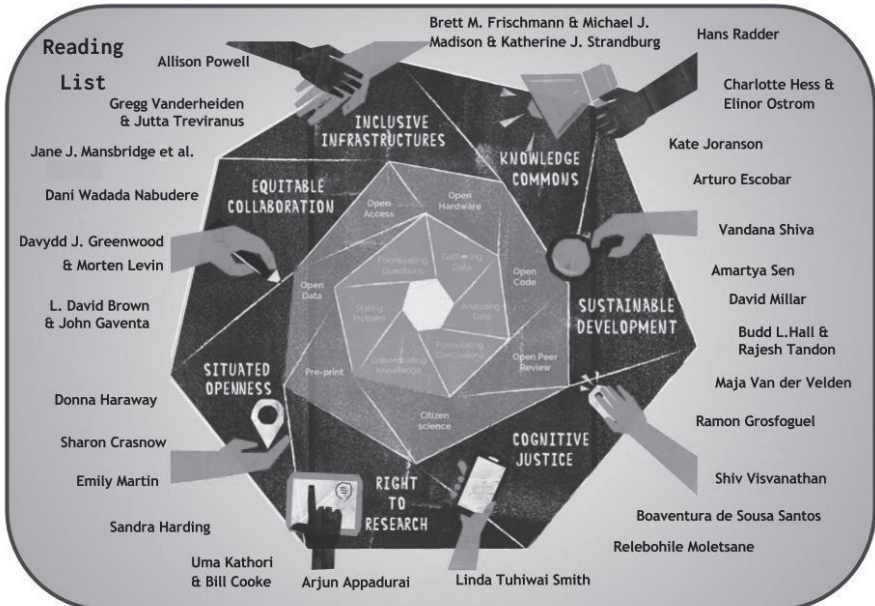 Reading
List
Allison Powell
Gregg Vanderheiden
& Jutta Treviranus
Jane J. Mansbridge et al.
Dani Wadada Nabudere
Davydd J. Greenwood
& Morten Levin
L. David Brown
& John Gaventa
Donna Haraway
Sharon Crasnow
Emily Martin
Sandra Harding
Uma Kathori
& Bill Cooke
Arjun Appadurai
Linda Tuhiwai Smith
Brett M. Frischmann & Michael J.
Madison & Katherine J. Strandburg
Hans Radder
Charlotte Hess &
Elinor Ostrom
Kate Joranson
Arturo Escobar
Vandana Shiva
Amartya Sen
David Millar
Budd L.Hall &
Rajesh Tandon
Maja Van der Velden
Ramon Grosfoguel
Shiv Visvanathan
Boaventura de Sousa Santos
Relebohile Moletsane
INCLUSIVE
INFRASTRUCTURES
KNOWLEDGE
COMMONS
EQUITABLE
COLLABORATION
SUSTAINABLE
DEVELOPMENT
SITUATED
OPENNESS
COGNITIVE
JUSTICE
RIGHT
TO
RESEARCH
Open
Access
Open
Hardware
Open
Data
Open
Code
Pre-print
Open Peer
Review
Citizen
science
Formulating
Questions
Gathering
Data
Stating
Problem
Analyzing
Data
Formulating
Conclusions
Disseminating
Knowledge